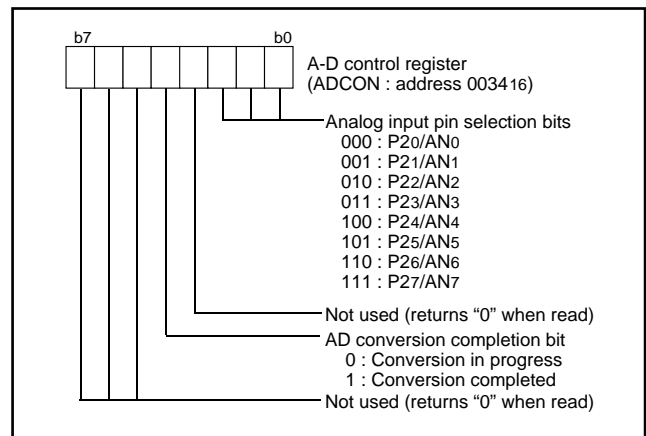 b7 b0
A-D control register
(ADCON : address 003416)
Analog input pin selection bits
000 : P20/AN0
001 : P21/AN1
010 : P22/AN2
011 : P23/AN3
100 : P24/AN4
101 : P25/AN5
110 : P26/AN6
111 : P27/AN7
Not used (returns “0” when read)
AD conversion completion bit
0 : Conversion in progress
1 : Conversion completed
Not used (returns “0” when read)